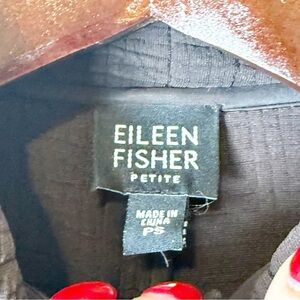 EILEEN
FISHER
PETITE
MADE IN
CHINA
PS